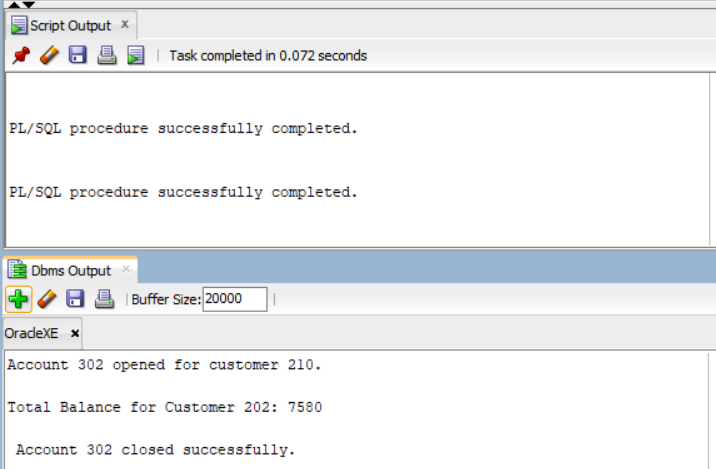 Script Output x
Task completed in 0.072 seconds
PL/SQL procedure successfully completed.
PL/SQL procedure successfully completed.
Dbms Output ×
Buffer Size: 20000
OracleXE ×
Account 302 opened for customer 210.
Total Balance for Customer 202: 7580
Account 302 closed successfully.